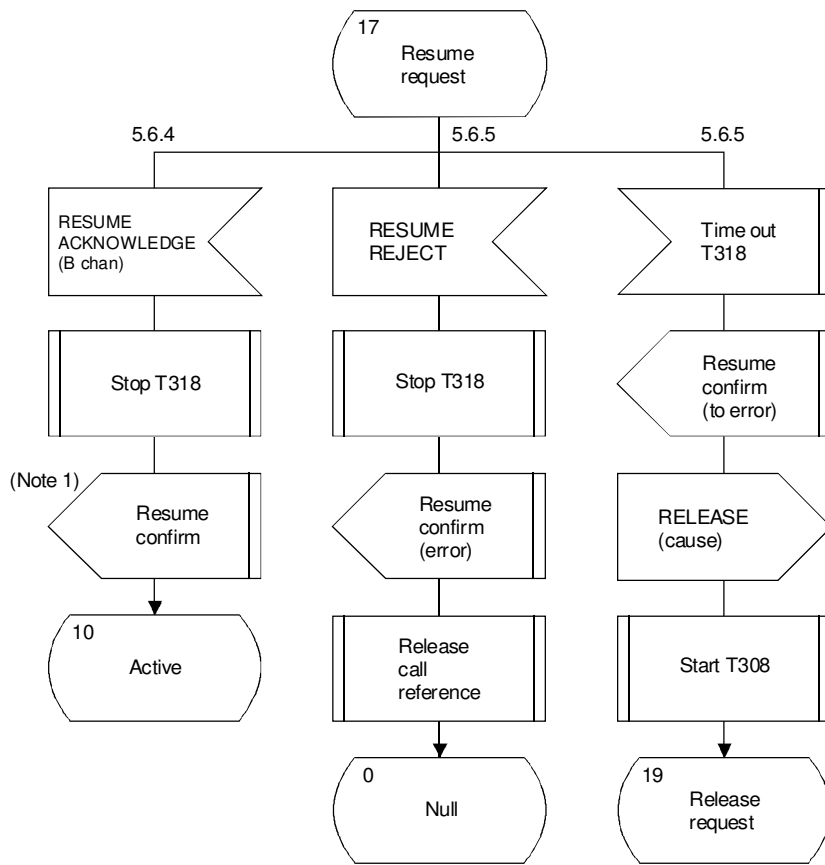 17
Resume
request
5.6.4
5.6.5
5.6.5
RESUME
ACKNOWLEDGE
(B chan)
RESUME
REJECT
Time out
T318
Stop T318
Stop T318
Resume
confirm
(to error)
(Note 1)
Resume
confirm
Resume
confirm
(error)
RELEASE
(cause)
10
Active
Release
call
reference
Start T308
0
Null
19
Release
request